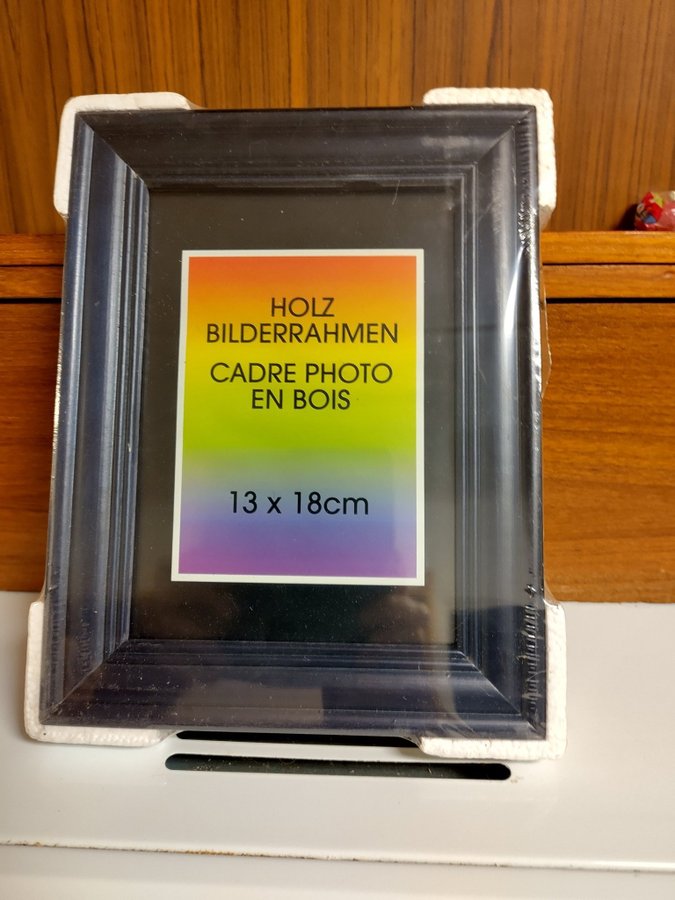 HOLZ
BILDERRAHMEN
CADRE PHOTO
EN BOIS
13 x 18cm